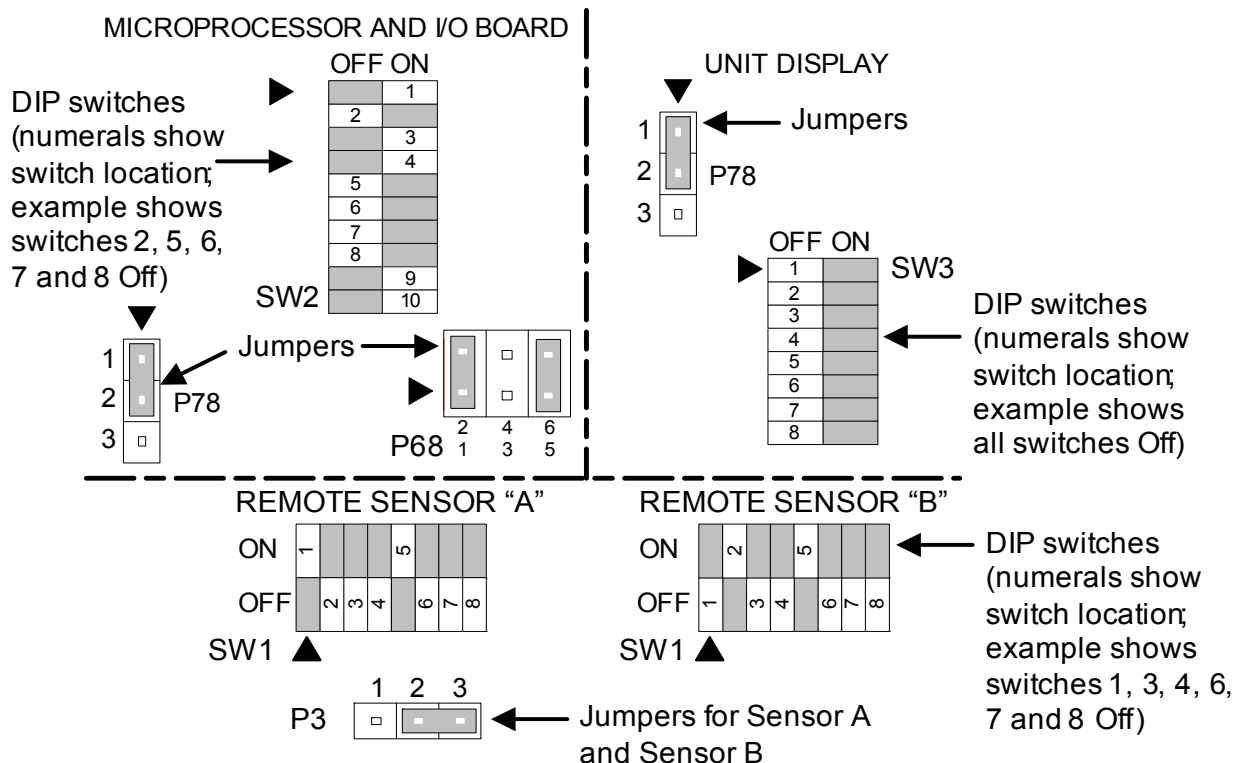 MICROPROCESSOR AND I/O BOARD
OFF ON
DIP switches
(numerals show
switch location;
example shows
switches 2, 5, 6,
7 and 8 Off)
1
2
3
4
5
6
7
8
9
10
SW2
1
2
3
P78
Jumpers
P68
2 4 6
1 3 5
UNIT DISPLAY
1
2
3
Jumpers
P78
OFF ON
1
2
3
4
5
6
7
8
SW3
DIP switches
(numerals show
switch location;
example shows
all switches Off)
REMOTE SENSOR “A”
ON 1 5
OFF 2 3 4 6 7 8
SW1
REMOTE SENSOR “B”
ON 2 5
OFF 1 3 4 6 7 8
SW1
DIP switches
(numerals show
switch location;
example shows
switches 1, 3, 4, 6,
7 and 8 Off)
1 2 3
P3
Jumpers for Sensor A
and Sensor B